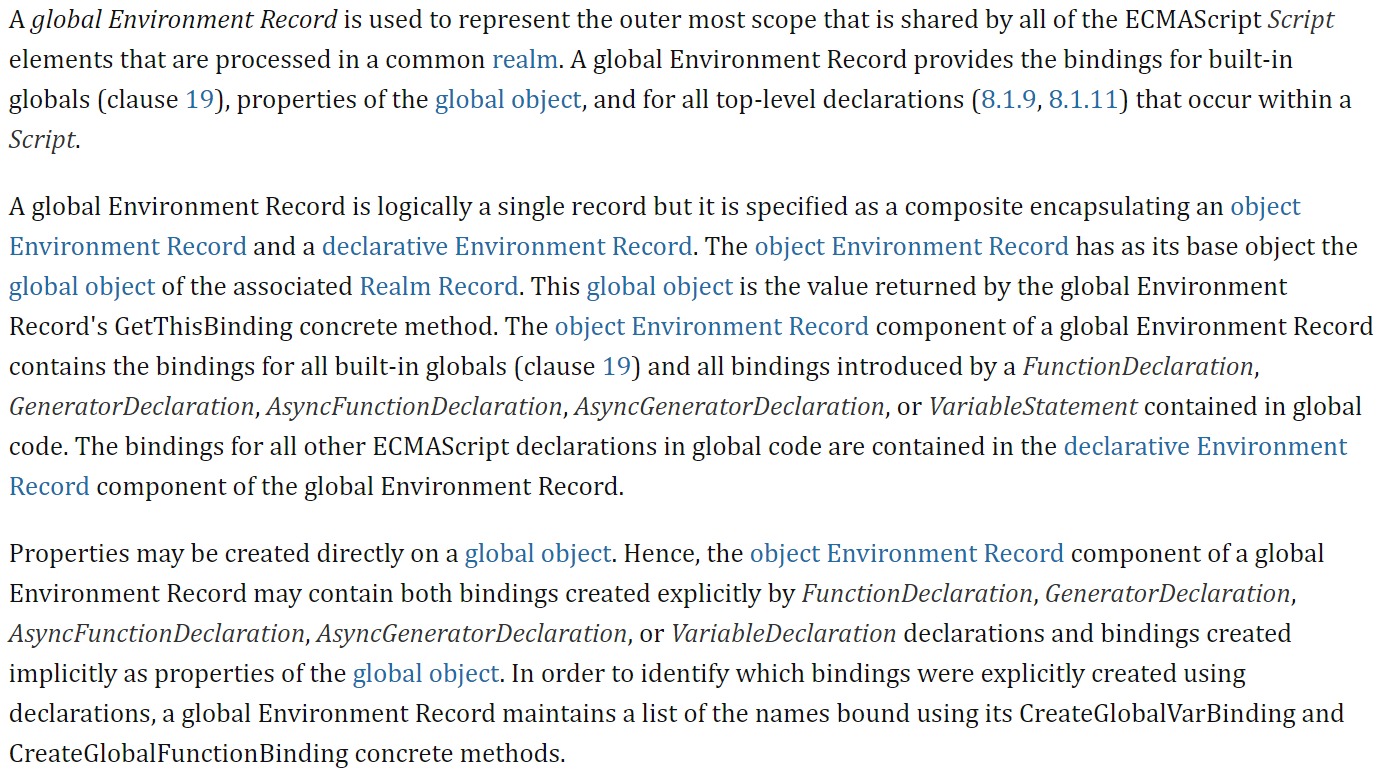 A global Environment Record is used to represent the outer most scope that is shared by all of the ECMAScript Script
elements that are processed in a common realm. A global Environment Record provides the bindings for built-in
globals (clause 19), properties of the global object, and for all top-level declarations (8.1.9, 8.1.11) that occur within a
Script.
A global Environment Record is logically a single record but it is specified as a composite encapsulating an object
Environment Record and a declarative Environment Record. The object Environment Record has as its base object the
global object of the associated Realm Record. This global object is the value returned by the global Environment
Record's GetThisBinding concrete method. The object Environment Record component of a global Environment Record
contains the bindings for all built-in globals (clause 19) and all bindings introduced by a FunctionDeclaration,
GeneratorDeclaration, AsyncFunctionDeclaration, AsyncGeneratorDeclaration, or VariableStatement contained in global
code. The bindings for all other ECMAScript declarations in global code are contained in the declarative Environment
Record component of the global Environment Record.
Properties may be created directly on a global object. Hence, the object Environment Record component of a global
Environment Record may contain both bindings created explicitly by FunctionDeclaration, GeneratorDeclaration,
AsyncFunctionDeclaration, AsyncGeneratorDeclaration, or VariableDeclaration declarations and bindings created
implicitly as properties of the global object. In order to identify which bindings were explicitly created using
declarations, a global Environment Record maintains a list of the names bound using its CreateGlobalVarBinding and
CreateGlobalFunctionBinding concrete methods.